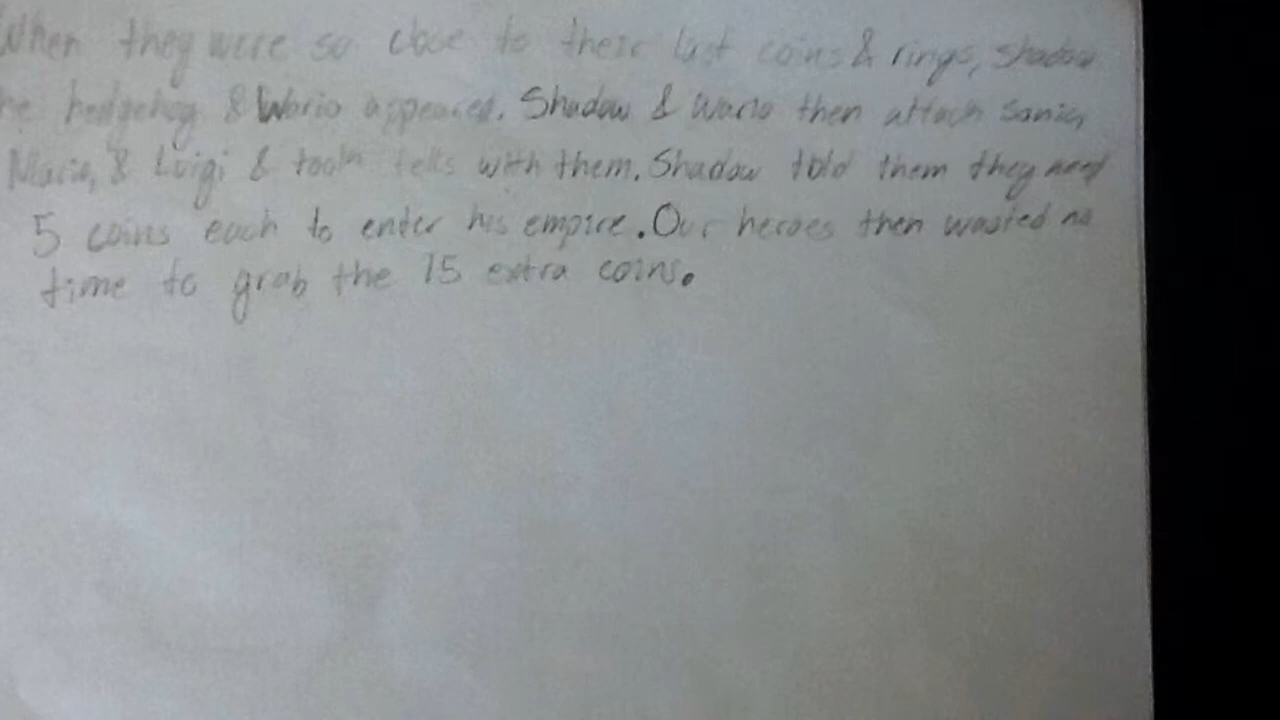 When they were so close to their last coins & rings, Shadow
he hedgehog & Wario appeared. Shadow & Wario then attack Sonic,
Mario, & Luigi & took tells with them. Shadow told them they need
5 coins each to enter his empire. Our heroes then wasted no
time to grab the 15 extra coins.